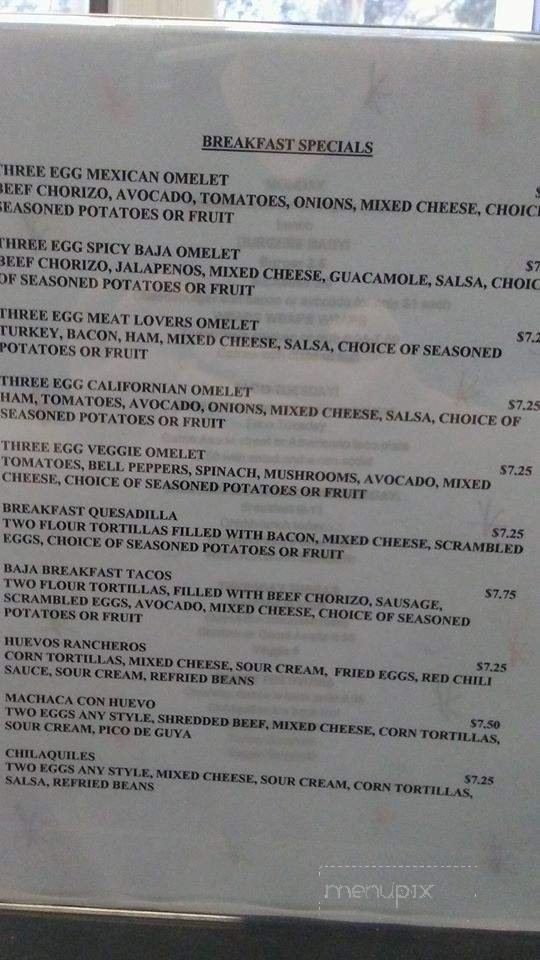 BREAKFAST SPECIALS
THREE EGG MEXICAN OMELET $
BEEF CHORIZO, AVOCADO, TOMATOES, ONIONS, MIXED CHEESE, CHOIC
SEASONED POTATOES OR FRUIT
THREE EGG SPICY BAJA OMELET $7
BEEF CHORIZO, JALAPENOS, MIXED CHEESE, GUACAMOLE, SALSA, CHOIC
OF SEASONED POTATOES OR FRUIT
THREE EGG MEAT LOVERS OMELET $7.2
TURKEY, BACON, HAM, MIXED CHEESE, SALSA, CHOICE OF SEASONED
POTATOES OR FRUIT
THREE EGG CALIFORNIAN OMELET $7.25
HAM, TOMATOES, AVOCADO, ONIONS, MIXED CHEESE, SALSA, CHOICE OF
SEASONED POTATOES OR FRUIT
THREE EGG VEGGIE OMELET $7.25
TOMATOES, BELL PEPPERS, SPINACH, MUSHROOMS, AVOCADO, MIXED
CHEESE, CHOICE OF SEASONED POTATOES OR FRUIT
BREAKFAST QUESADILLA $7.25
TWO FLOUR TORTILLAS FILLED WITH BACON, MIXED CHEESE, SCRAMBLED
EGGS, CHOICE OF SEASONED POTATOES OR FRUIT
BAJA BREAKFAST TACOS $7.75
TWO FLOUR TORTILLAS, FILLED WITH BEEF CHORIZO, SAUSAGE,
SCRAMBLED EGGS, AVOCADO, MIXED CHEESE, CHOICE OF SEASONED
POTATOES OR FRUIT
HUEVOS RANCHEROS $7.25
CORN TORTILLAS, MIXED CHEESE, SOUR CREAM, FRIED EGGS, RED CHILI
SAUCE, SOUR CREAM, REFRIED BEANS
MACHACA CON HUEVO $7.50
TWO EGGS ANY STYLE, SHREDDED BEEF, MIXED CHEESE, CORN TORTILLAS,
SOUR CREAM, PICO DE GUYA
CHILAQUILES $7.25
TWO EGGS ANY STYLE, MIXED CHEESE, SOUR CREAM, CORN TORTILLAS,
SALSA, REFRIED BEANS
menupix